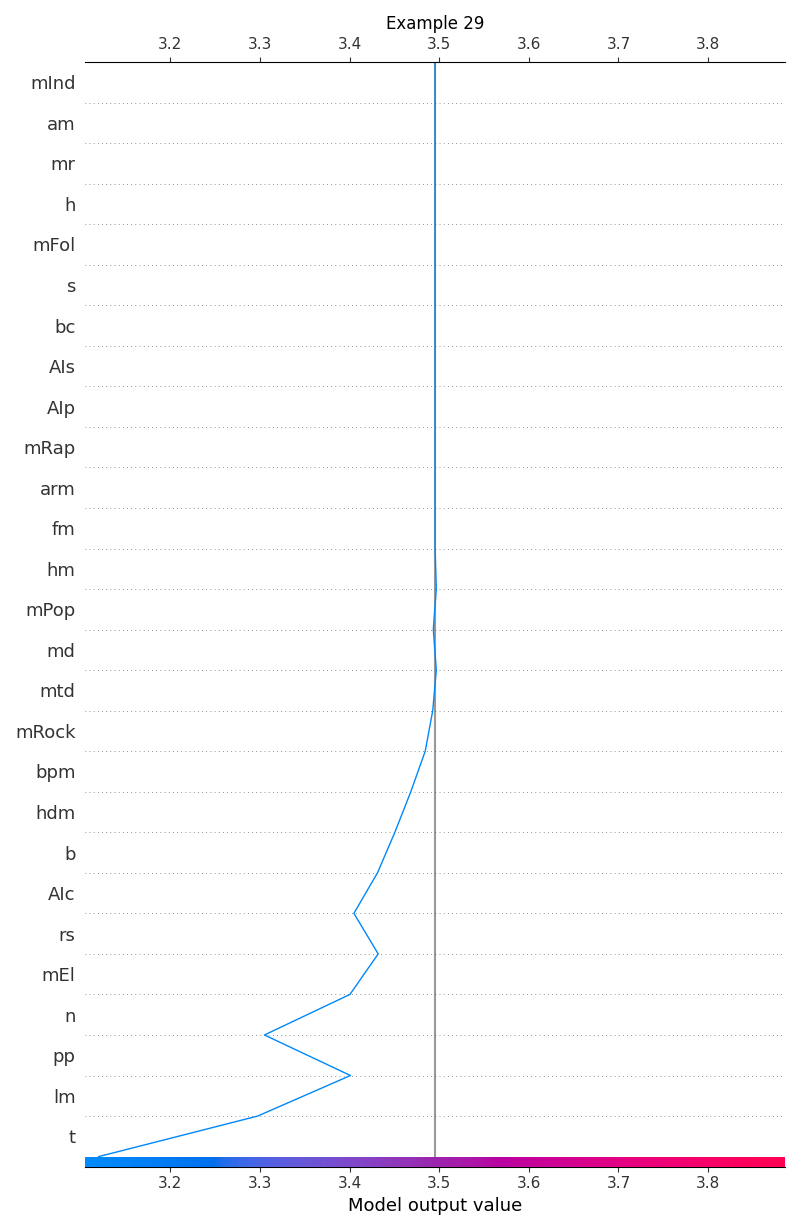 Example 29
3.2 3.3 3.4 3.5 3.6 3.7 3.8
mInd
am
mr
h
mFol
s
bc
AIs
AIp
mRap
arm
fm
hm
mPop
md
mtd
mRock
bpm
hdm
b
AIc
rs
mEl
n
pp
lm
t
3.2 3.3 3.4 3.5 3.6 3.7 3.8
Model output value